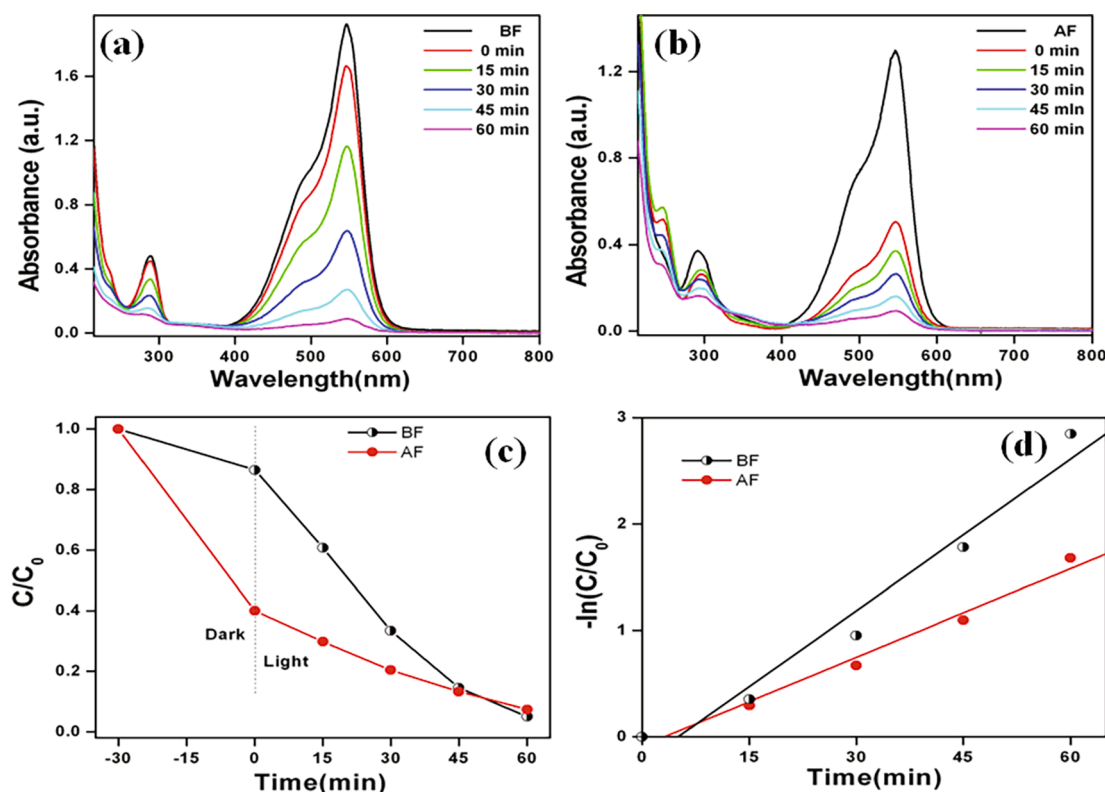 (a)
BF
0 min
15 min
30 min
45 min
60 min
Absorbance (a.u.)
1.6
1.2
0.8
0.4
0.0
300 400 500 600 700 800
Wavelength(nm)
(b)
AF
0 min
15 min
30 min
45 mln
60 min
Absorbance (a.u.)
1.2
0.8
0.4
0.0
300 400 500 600 700 800
Wavelength(nm)
(c)
BF
AF
C/C0
1.0
0.8
0.6
0.4
0.2
0.0
Dark
Light
-30 -15 0 15 30 45 60
Time(min)
(d)
BF
AF
-ln(C/C0)
3
2
1
0
0 15 30 45 60
Time(min)